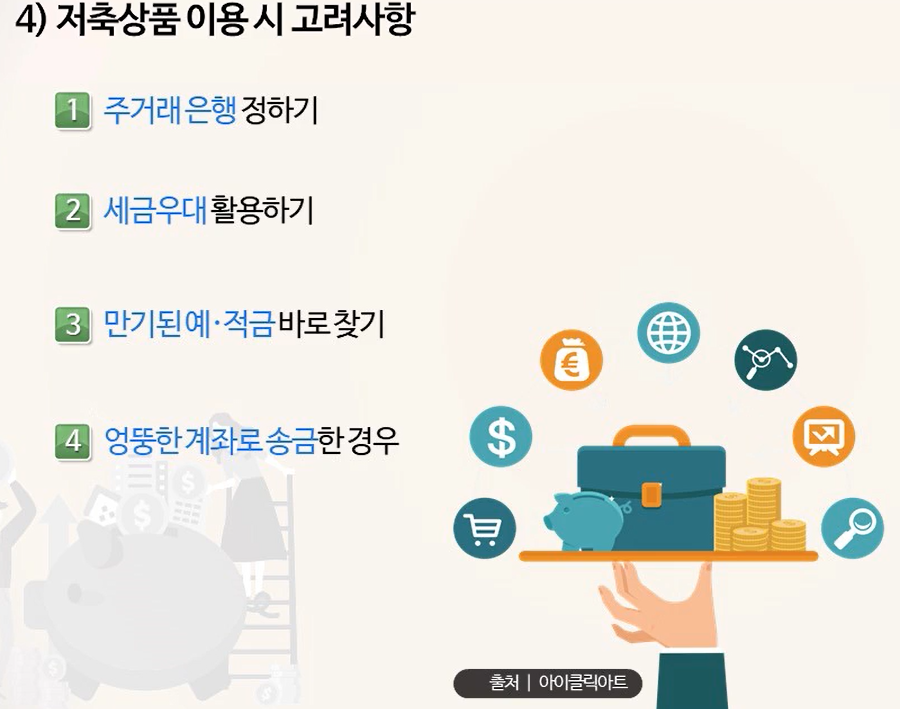 4) 저축상품 이용 시 고려사항
1 주거래 은행 정하기
2 세금우대 활용하기
3 만기된 예·적금 바로 찾기
4 엉뚱한 계좌로 송금한 경우
출처 | 아이클릭아트